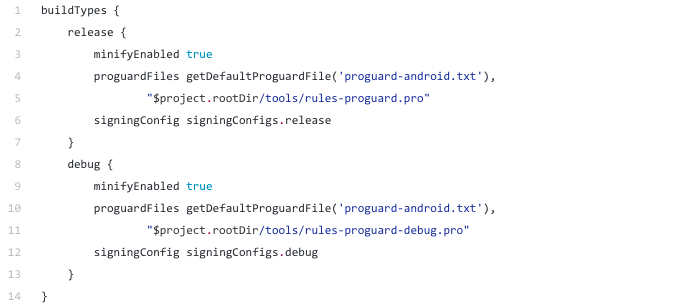 1 buildTypes {
2     release {
3         minifyEnabled true
4         proguardFiles getDefaultProguardFile('proguard-android.txt'),
5                 "$project.rootDir/tools/rules-proguard.pro"
6         signingConfig signingConfigs.release
7     }
8     debug {
9         minifyEnabled true
10         proguardFiles getDefaultProguardFile('proguard-android.txt'),
11                 "$project.rootDir/tools/rules-proguard-debug.pro"
12         signingConfig signingConfigs.debug
13     }
14 }